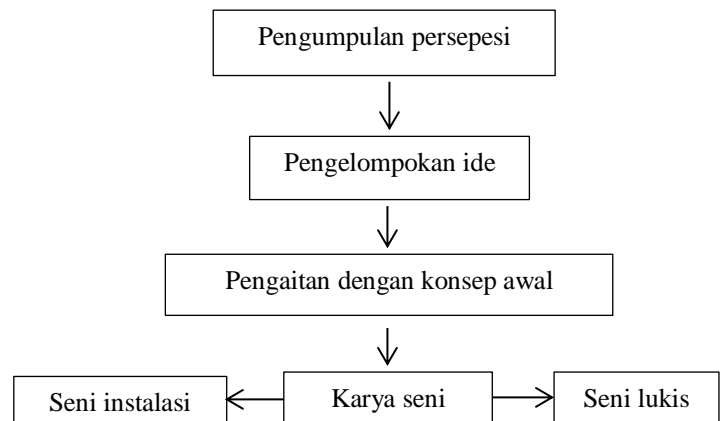 Pengumpulan persepesi
Pengelompokan ide
Pengaitan dengan konsep awal
Seni instalasi
Karya seni
Seni lukis